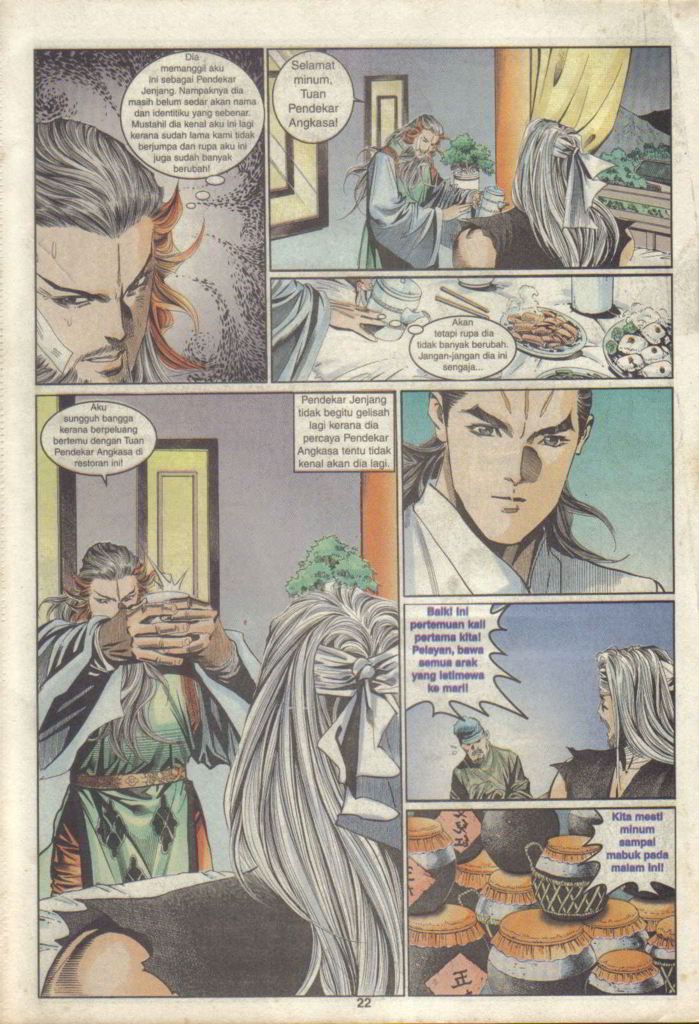 Dia
memanggil aku
ini sebagai Pendekar
Jenjang. Nampaknya dia
masih belum sedar akan nama
dan identitiku yang sebenar.
Mustahil dia kenal aku ini lagi
kerana sudah lama kami tidak
berjumpa dan rupa aku ini
juga sudah banyak
berubah!
Selamat
minum,
Tuan
Pendekar
Angkasa!
Akan
tetapi rupa dia
tidak banyak berubah.
Jangan-jangan dia ini
sengaja...
Aku
sungguh bangga
kerana berpeluang
bertemu dengan Tuan
Pendekar Angkasa di
restoran ini!
Pendekar Jenjang
tidak begitu gelisah
lagi kerana dia
percaya Pendekar
Angkasa tentu tidak
kenal akan dia lagi.
Baiki Ini
pertemuan kali
pertama kita!
Pelayan, bawa
semua arak
yang istimewa
ke mari!
Kita mesti
minum
sampai
mabuk pada
malam ini!
22